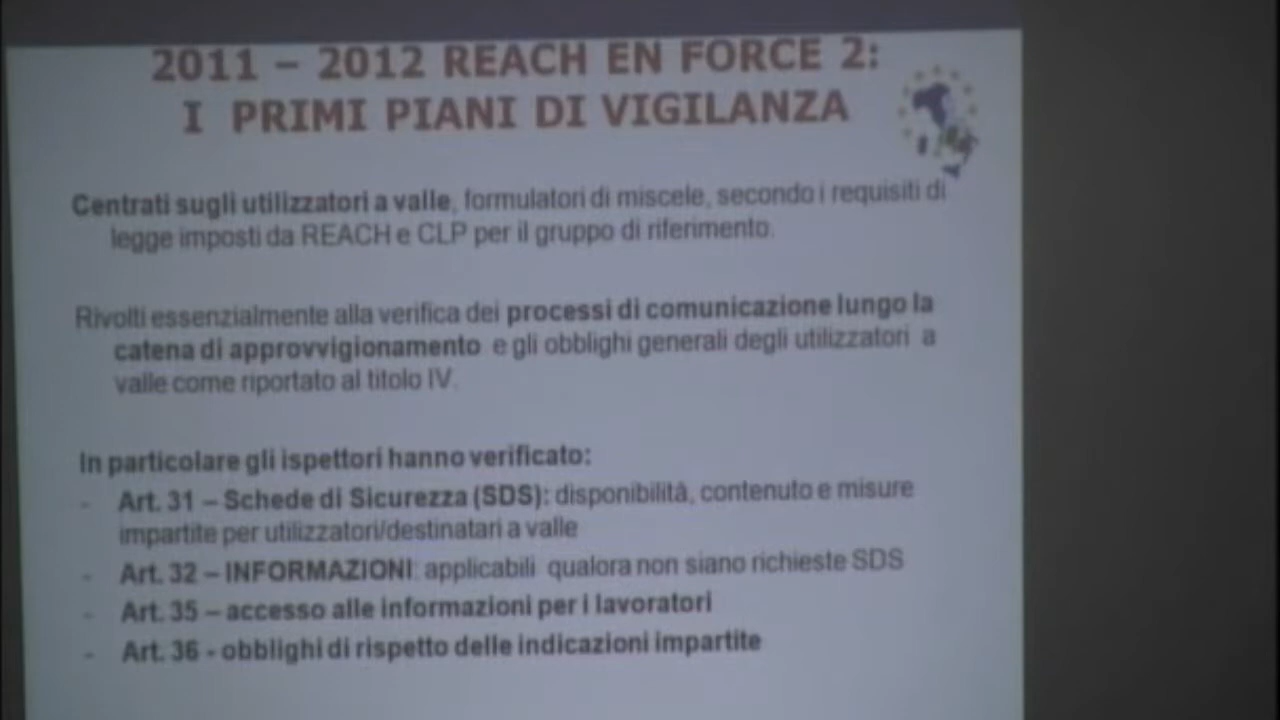 2011 – 2012 REACH EN FORCE 2:
I PRIMI PIANI DI VIGILANZA
Centrati sugli utilizzatori a valle, formulatori di miscele, secondo i requisiti di
legge imposti da REACH e CLP per il gruppo di riferimento.
Rivolti essenzialmente alla verifica dei processi di comunicazione lungo la
catena di approvvigionamento e gli obblighi generali degli utilizzatori a
valle come riportato al titolo IV.
In particolare gli ispettori hanno verificato:
- Art. 31 – Schede di Sicurezza (SDS): disponibilità, contenuto e misure
impartite per utilizzatori/destinatari a valle
- Art. 32 – INFORMAZIONI: applicabili qualora non siano richieste SDS
- Art. 35 – accesso alle informazioni per i lavoratori
- Art. 36 - obblighi di rispetto delle indicazioni impartite